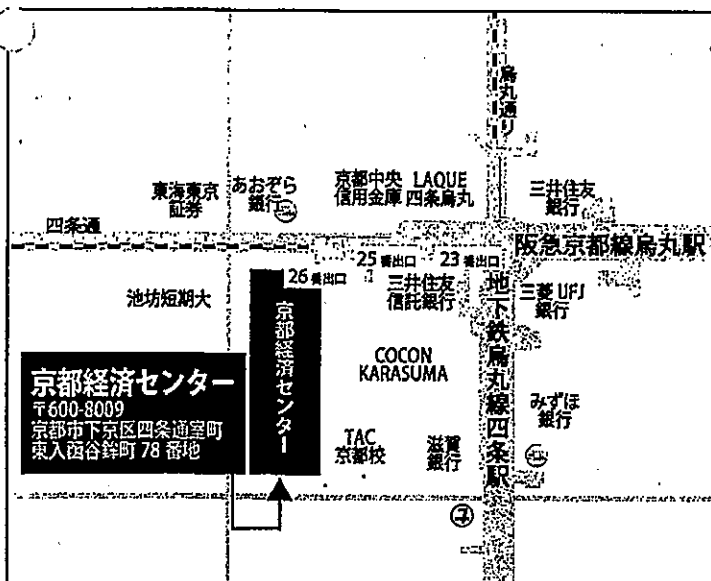 烏丸通り
東海東京
証券
あおぞら
銀行
京都中央
信用金庫
LAQUE
四条烏丸
三井住友
銀行
四条通
阪急京都線烏丸駅
25番出口
23番出口
26番出口
池坊短期大
三井住友
信託銀行
三菱UFJ
銀行
地下鉄烏丸線四条駅
京都経済センター
COCON
KARASUMA
京都経済センター
〒600-8009
京都市下京区四条通室町
東入函谷鉾町 78 番地
みずほ
銀行
TAC
京都校
滋賀
銀行